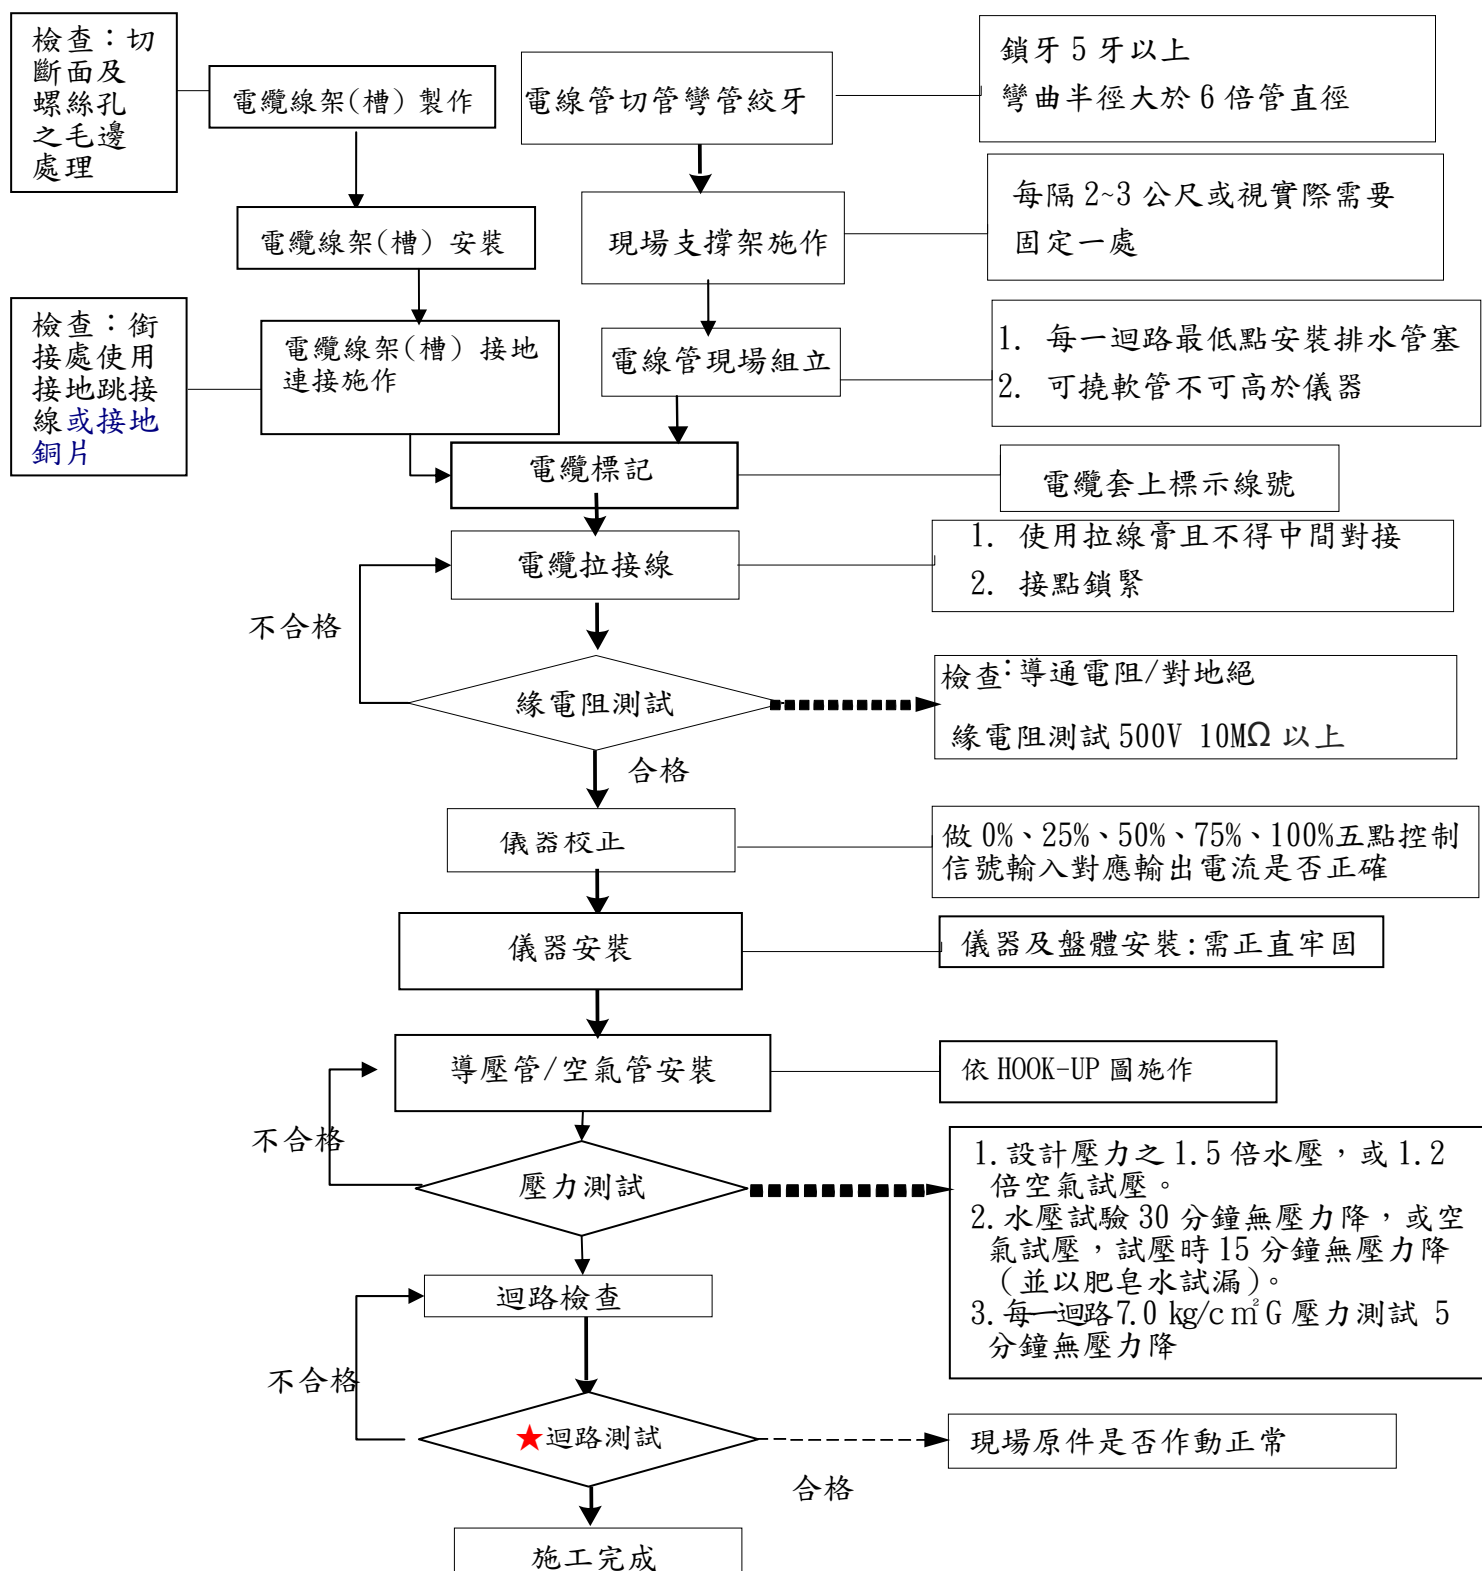 檢查：切
斷面及
螺絲孔
之毛邊
處理
電纜線架(槽) 製作
電線管切管彎管絞牙
鎖牙 5 牙以上
彎曲半徑大於 6 倍管直徑
電纜線架(槽) 安裝
現場支撐架施作
每隔 2~3 公尺或視實際需要
固定一處
檢查：銜
接處使用
接地跳接
線或接地
銅片
電纜線架(槽) 接地
連接施作
電線管現場組立
1. 每一迴路最低點安裝排水管塞
2. 可撓軟管不可高於儀器
電纜標記
電纜套上標示線號
電纜拉接線
1. 使用拉線膏且不得中間對接
2. 接點鎖緊
不合格
緣電阻測試
檢查:導通電阻/對地絕
緣電阻測試 500V 10MΩ 以上
合格
儀器校正
做 0%、25%、50%、75%、100%五點控制
信號輸入對應輸出電流是否正確
儀器安裝
儀器及盤體安裝:需正直牢固
導壓管/空氣管安裝
依 HOOK-UP 圖施作
不合格
壓力測試
1. 設計壓力之 1.5 倍水壓，或 1.2
倍空氣試壓。
2. 水壓試驗 30 分鐘無壓力降，或空
氣試壓，試壓時 15 分鐘無壓力降
（並以肥皂水試漏）。
3. 每一迴路 7.0 kg/c㎡G 壓力測試 5
分鐘無壓力降
迴路檢查
不合格
★迴路測試
現場原件是否作動正常
合格
施工完成